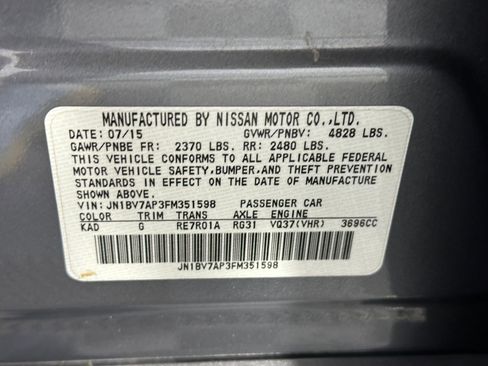 MANUFACTURED BY NISSAN MOTOR CO.,LTD.
DATE: 07/15 GVWR/PNBV: 4828 LBS.
GAWR/PNBE FR: 2370 LBS. RR: 2480 LBS.
THIS VEHICLE CONFORMS TO ALL APPLICABLE FEDERAL
MOTOR VEHICLE SAFETY,BUMPER,AND THEFT PREVENTION
STANDARDS IN EFFECT ON THE DATE OF MANUFACTURE
SHOWN ABOVE.
VIN: JN1BV7AP3FM351598 PASSENGER CAR
COLOR TRIM TRANS AXLE ENGINE
KAD G RE7R01A RG31 VQ37(VHR) 3696CC
JN1BV7AP3FM351598